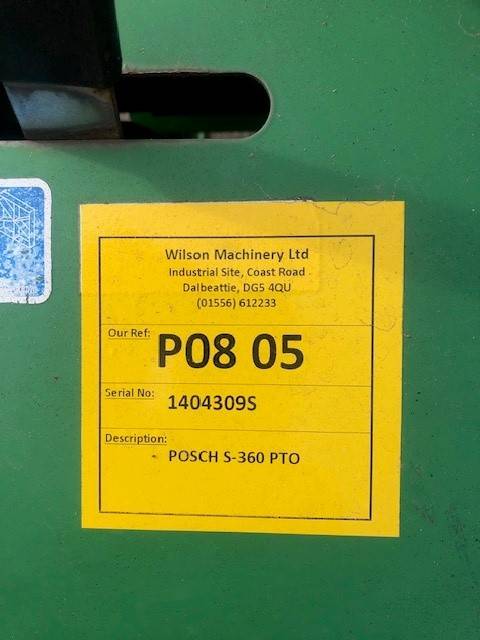 Wilson Machinery Ltd
Industrial Site, Coast Road
Dalbeattie, DG5 4QU
(01556) 612233
Our Ref: P08 05
Serial No: 1404309S
Description:
POSCH S-360 PTO